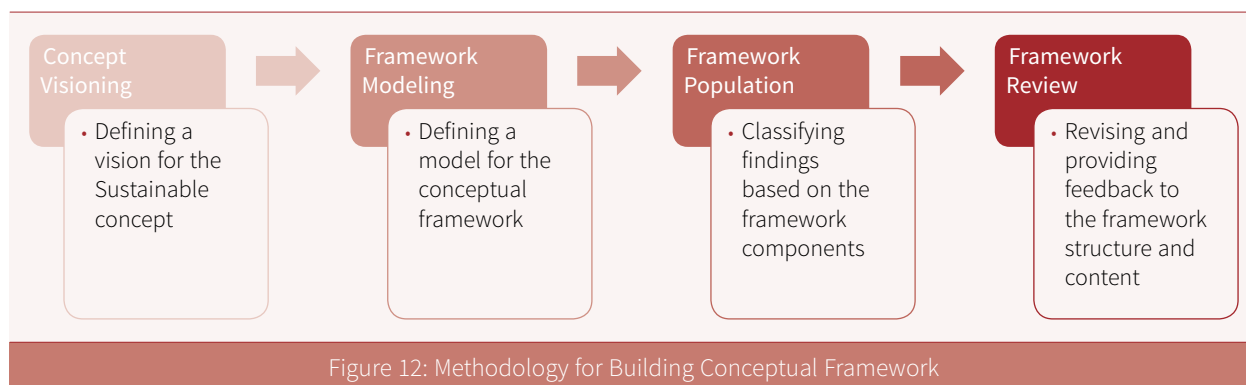 Concept
Visioning
• Defining a
vision for the
Sustainable
concept
Framework
Modeling
• Defining a
model for the
conceptual
framework
Framework
Population
• Classifying
findings
based on the
framework
components
Framework
Review
• Revising and
providing
feedback to
the framework
structure and
content
Figure 12: Methodology for Building Conceptual Framework